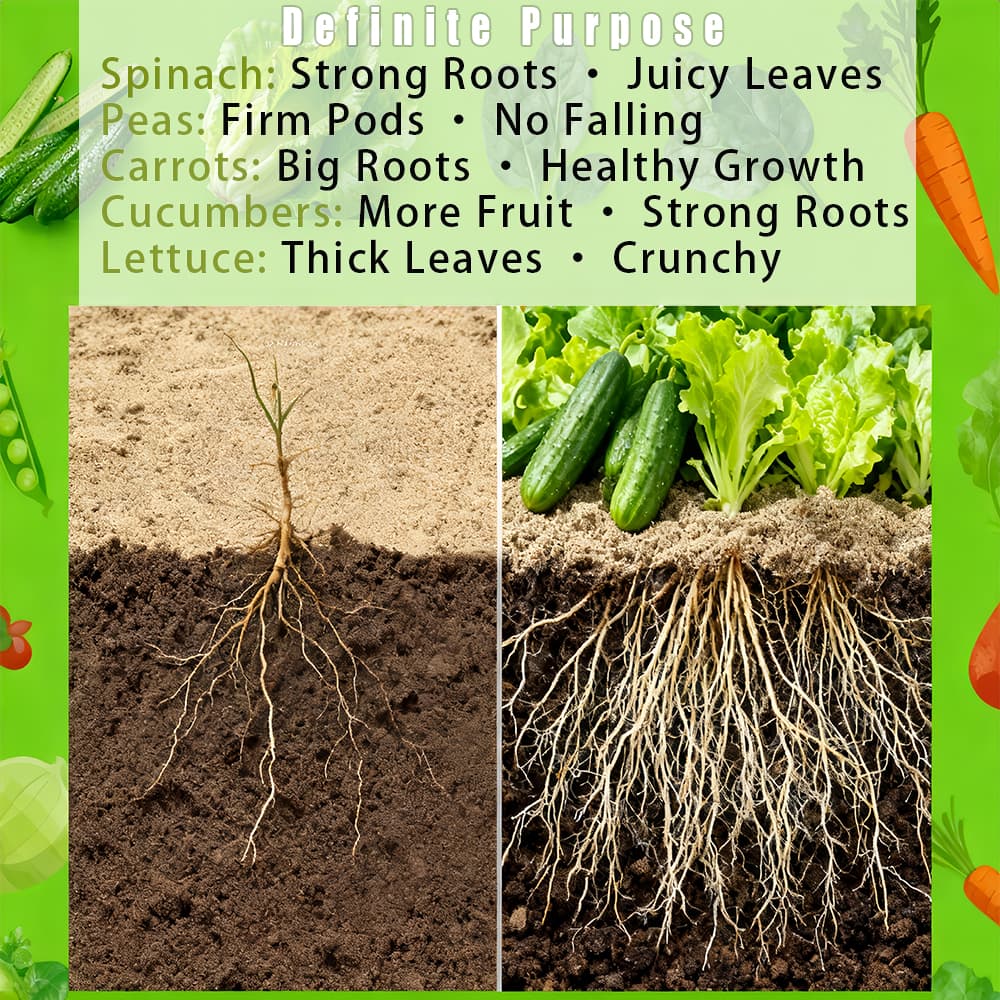 Definite Purpose
Spinach: Strong Roots • Juicy Leaves
Peas: Firm Pods • No Falling
Carrots: Big Roots • Healthy Growth
Cucumbers: More Fruit • Strong Roots
Lettuce: Thick Leaves • Crunchy